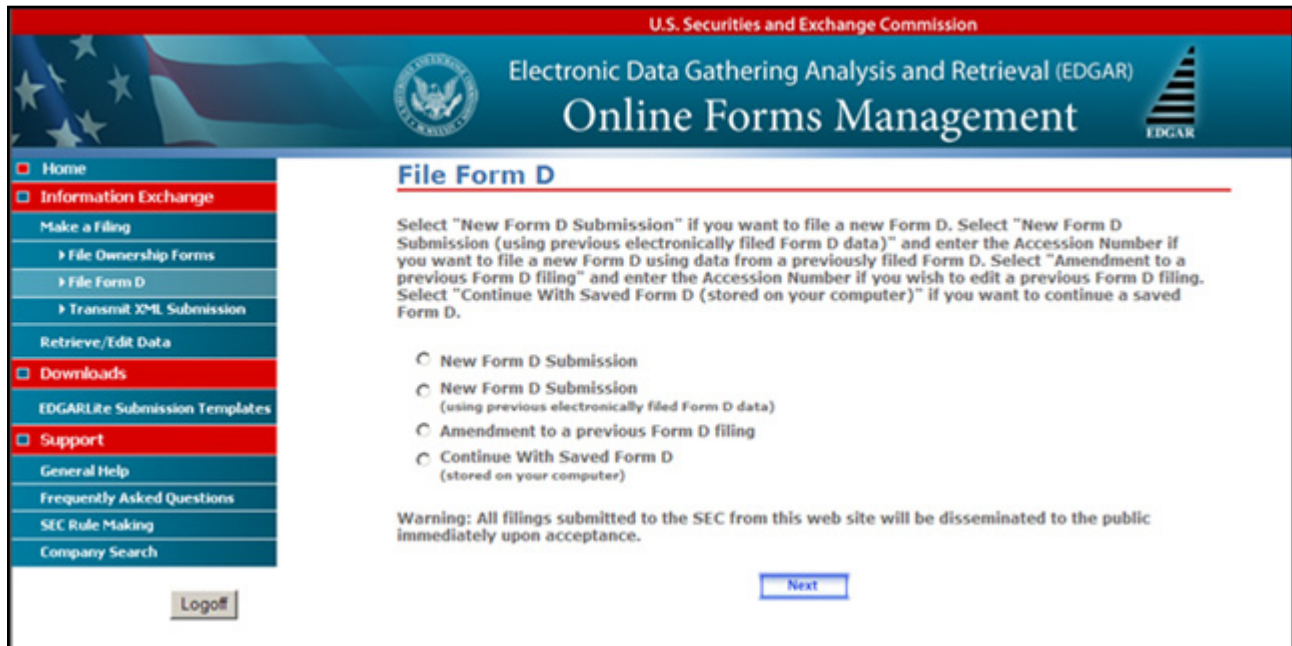 U.S. Securities and Exchange Commission
Electronic Data Gathering Analysis and Retrieval (EDGAR)
Online Forms Management
EDGAR
Home
Information Exchange
Make a Filing
File Ownership Forms
File Form D
Transmit XML Submission
Retrieve/Edit Data
Downloads
EDGARLite Submission Templates
Support
General Help
Frequently Asked Questions
SEC Rule Making
Company Search
Logoff
File Form D
Select "New Form D Submission" if you want to file a new Form D. Select "New Form D
Submission (using previous electronically filed Form D data)" and enter the Accession Number if
you want to file a new Form D using data from a previously filed Form D. Select "Amendment to a
previous Form D filing" and enter the Accession Number if you wish to edit a previous Form D filing.
Select "Continue With Saved Form D (stored on your computer)" if you want to continue a saved
Form D.
New Form D Submission
New Form D Submission
(using previous electronically filed Form D data)
Amendment to a previous Form D filing
Continue With Saved Form D
(stored on your computer)
Warning: All filings submitted to the SEC from this web site will be disseminated to the public
immediately upon acceptance.
Next